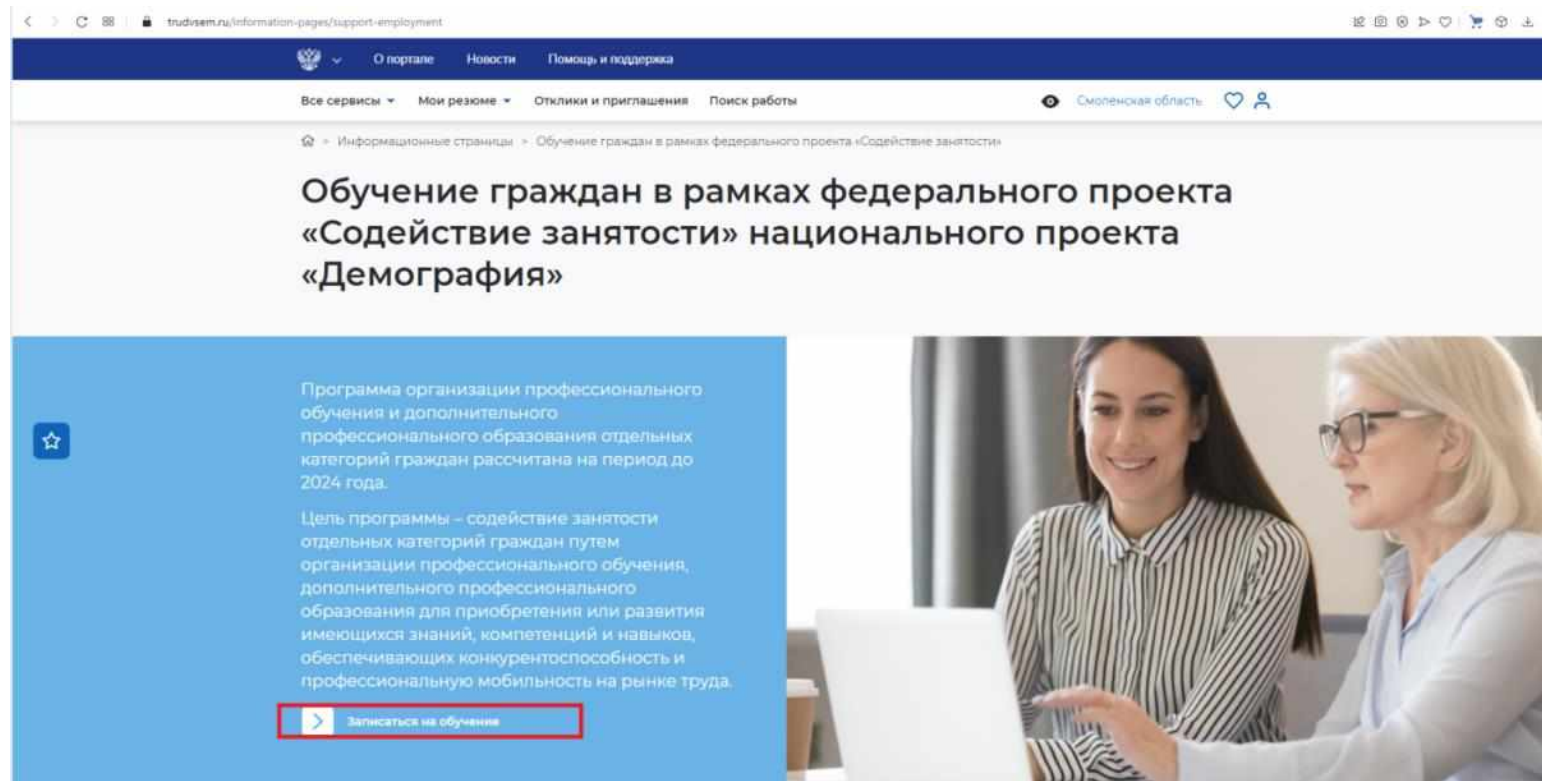 trudvsem.ru/information-pages/support-employment
О портале Новости Помощь и поддержка
Все сервисы Мои резюме Отклики и приглашения Поиск работы Смоленская область
Информационные страницы Обучение граждан в рамках федерального проекта «Содействие занятости»
Обучение граждан в рамках федерального проекта
«Содействие занятости» национального проекта
«Демография»
Программа организации профессионального
обучения и дополнительного
профессионального образования отдельных
категорий граждан рассчитана на период до
2024 года.
Цель программы – содействие занятости
отдельных категорий граждан путем
организации профессионального обучения,
дополнительного профессионального
образования для приобретения или развития
имеющихся знаний, компетенций и навыков,
обеспечивающих конкурентоспособность и
профессиональную мобильность на рынке труда.
Записаться на обучение